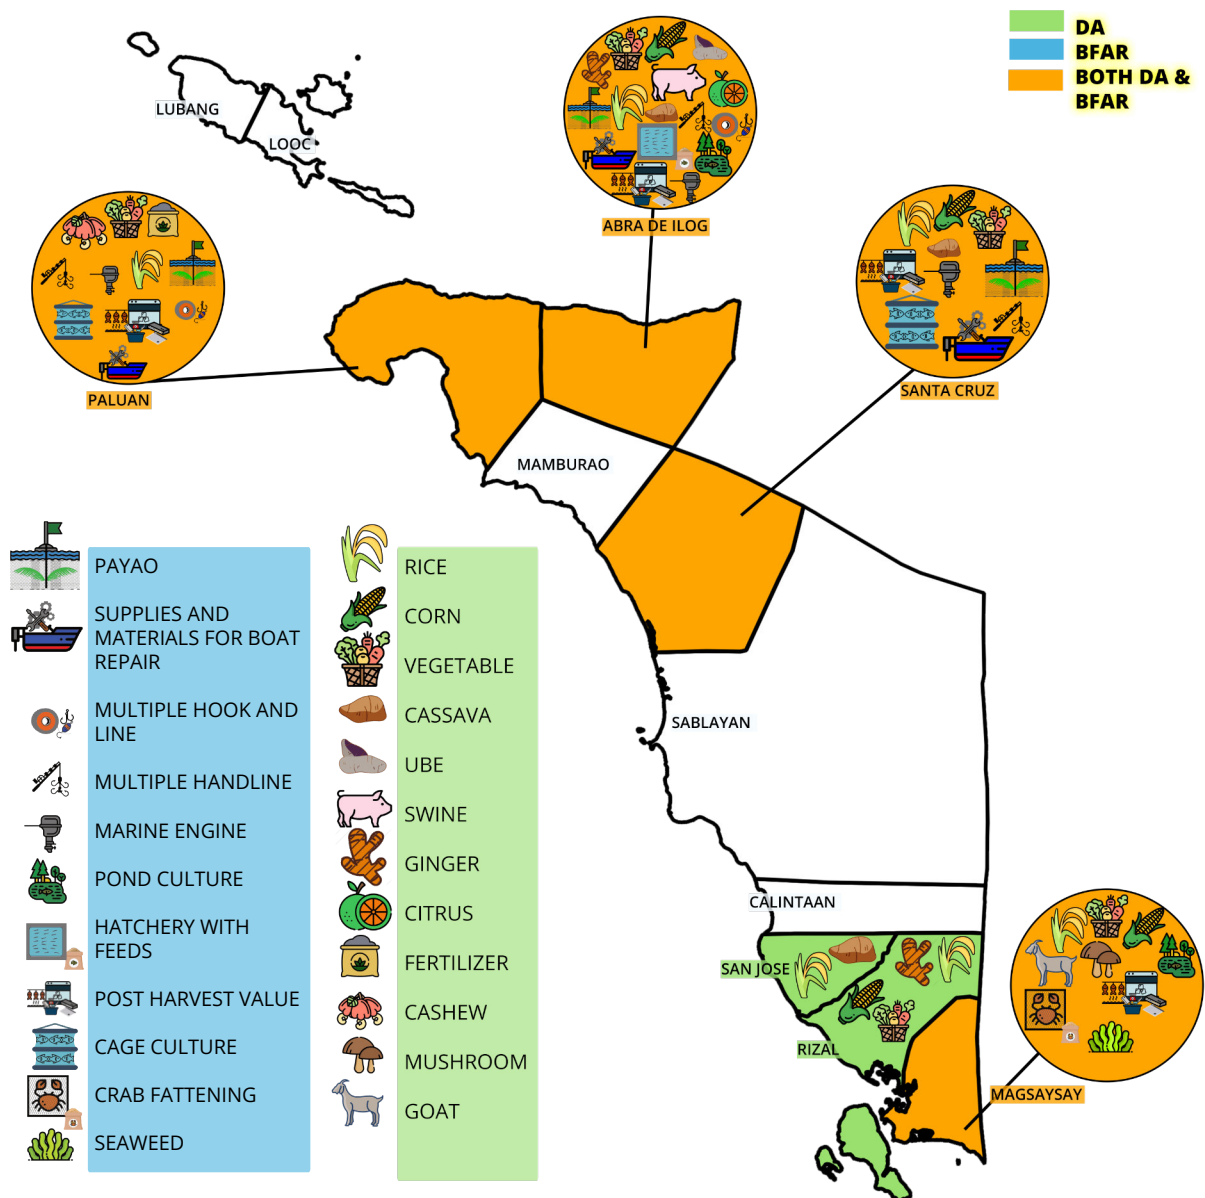 DA
BFAR
BOTH DA &
BFAR
LUBANG
LOOC
ABRA DE ILOG
PALUAN
SANTA CRUZ
MAMBURAO
SABLAYAN
CALINTAAN
SAN JOSE
RIZAL
MAGSAYSAY
PAYAO
SUPPLIES AND
MATERIALS FOR BOAT
REPAIR
MULTIPLE HOOK AND
LINE
MULTIPLE HANDLINE
MARINE ENGINE
POND CULTURE
HATCHERY WITH
FEEDS
POST HARVEST VALUE
CAGE CULTURE
CRAB FATTENING
SEAWEED
RICE
CORN
VEGETABLE
CASSAVA
UBE
SWINE
GINGER
CITRUS
FERTILIZER
CASHEW
MUSHROOM
GOAT